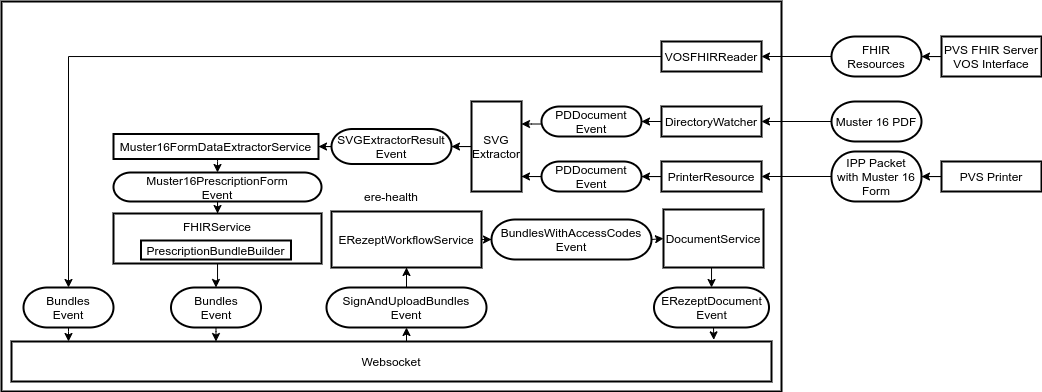 VOSFHIRReader
FHIR
Resources
PVS FHIR Server
VOS Interface
PDDocument
Event
DirectoryWatcher
Muster 16 PDF
SVG
Extractor
SVGExtractorResult
Event
Muster16FormDataExtractorService
PDDocument
Event
PrinterResource
IPP Packet
with Muster 16
Form
PVS Printer
Muster16PrescriptionForm
Event
ere-health
FHIRService
PrescriptionBundleBuilder
ERezeptWorkflowService
BundlesWithAccessCodes
Event
DocumentService
Bundles
Event
Bundles
Event
SignAndUploadBundles
Event
ERezeptDocument
Event
Websocket